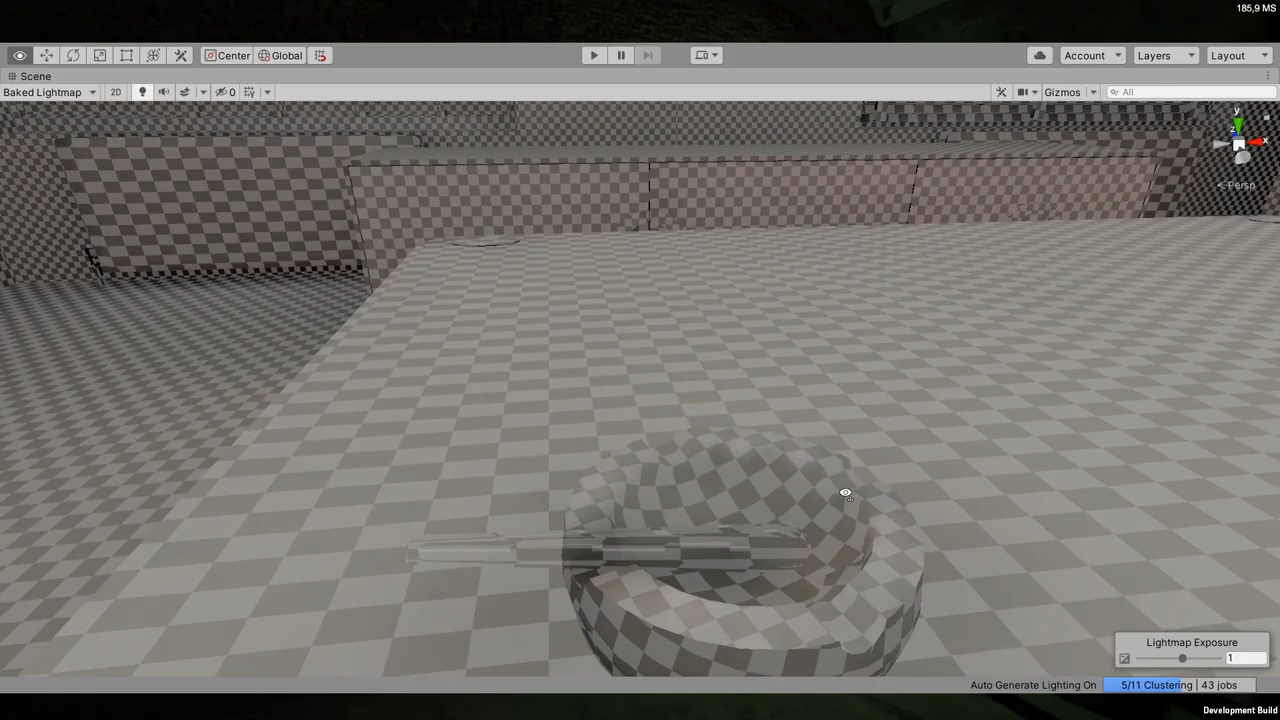 185,9 MS
Center
Global
Account
Layers
Layout
Scene
Baked Lightmap
2D
0
Gizmos
All
y
z
x
< Persp
Lightmap Exposure
1
Auto Generate Lighting On
5/11 Clustering | 43 jobs
Development Build